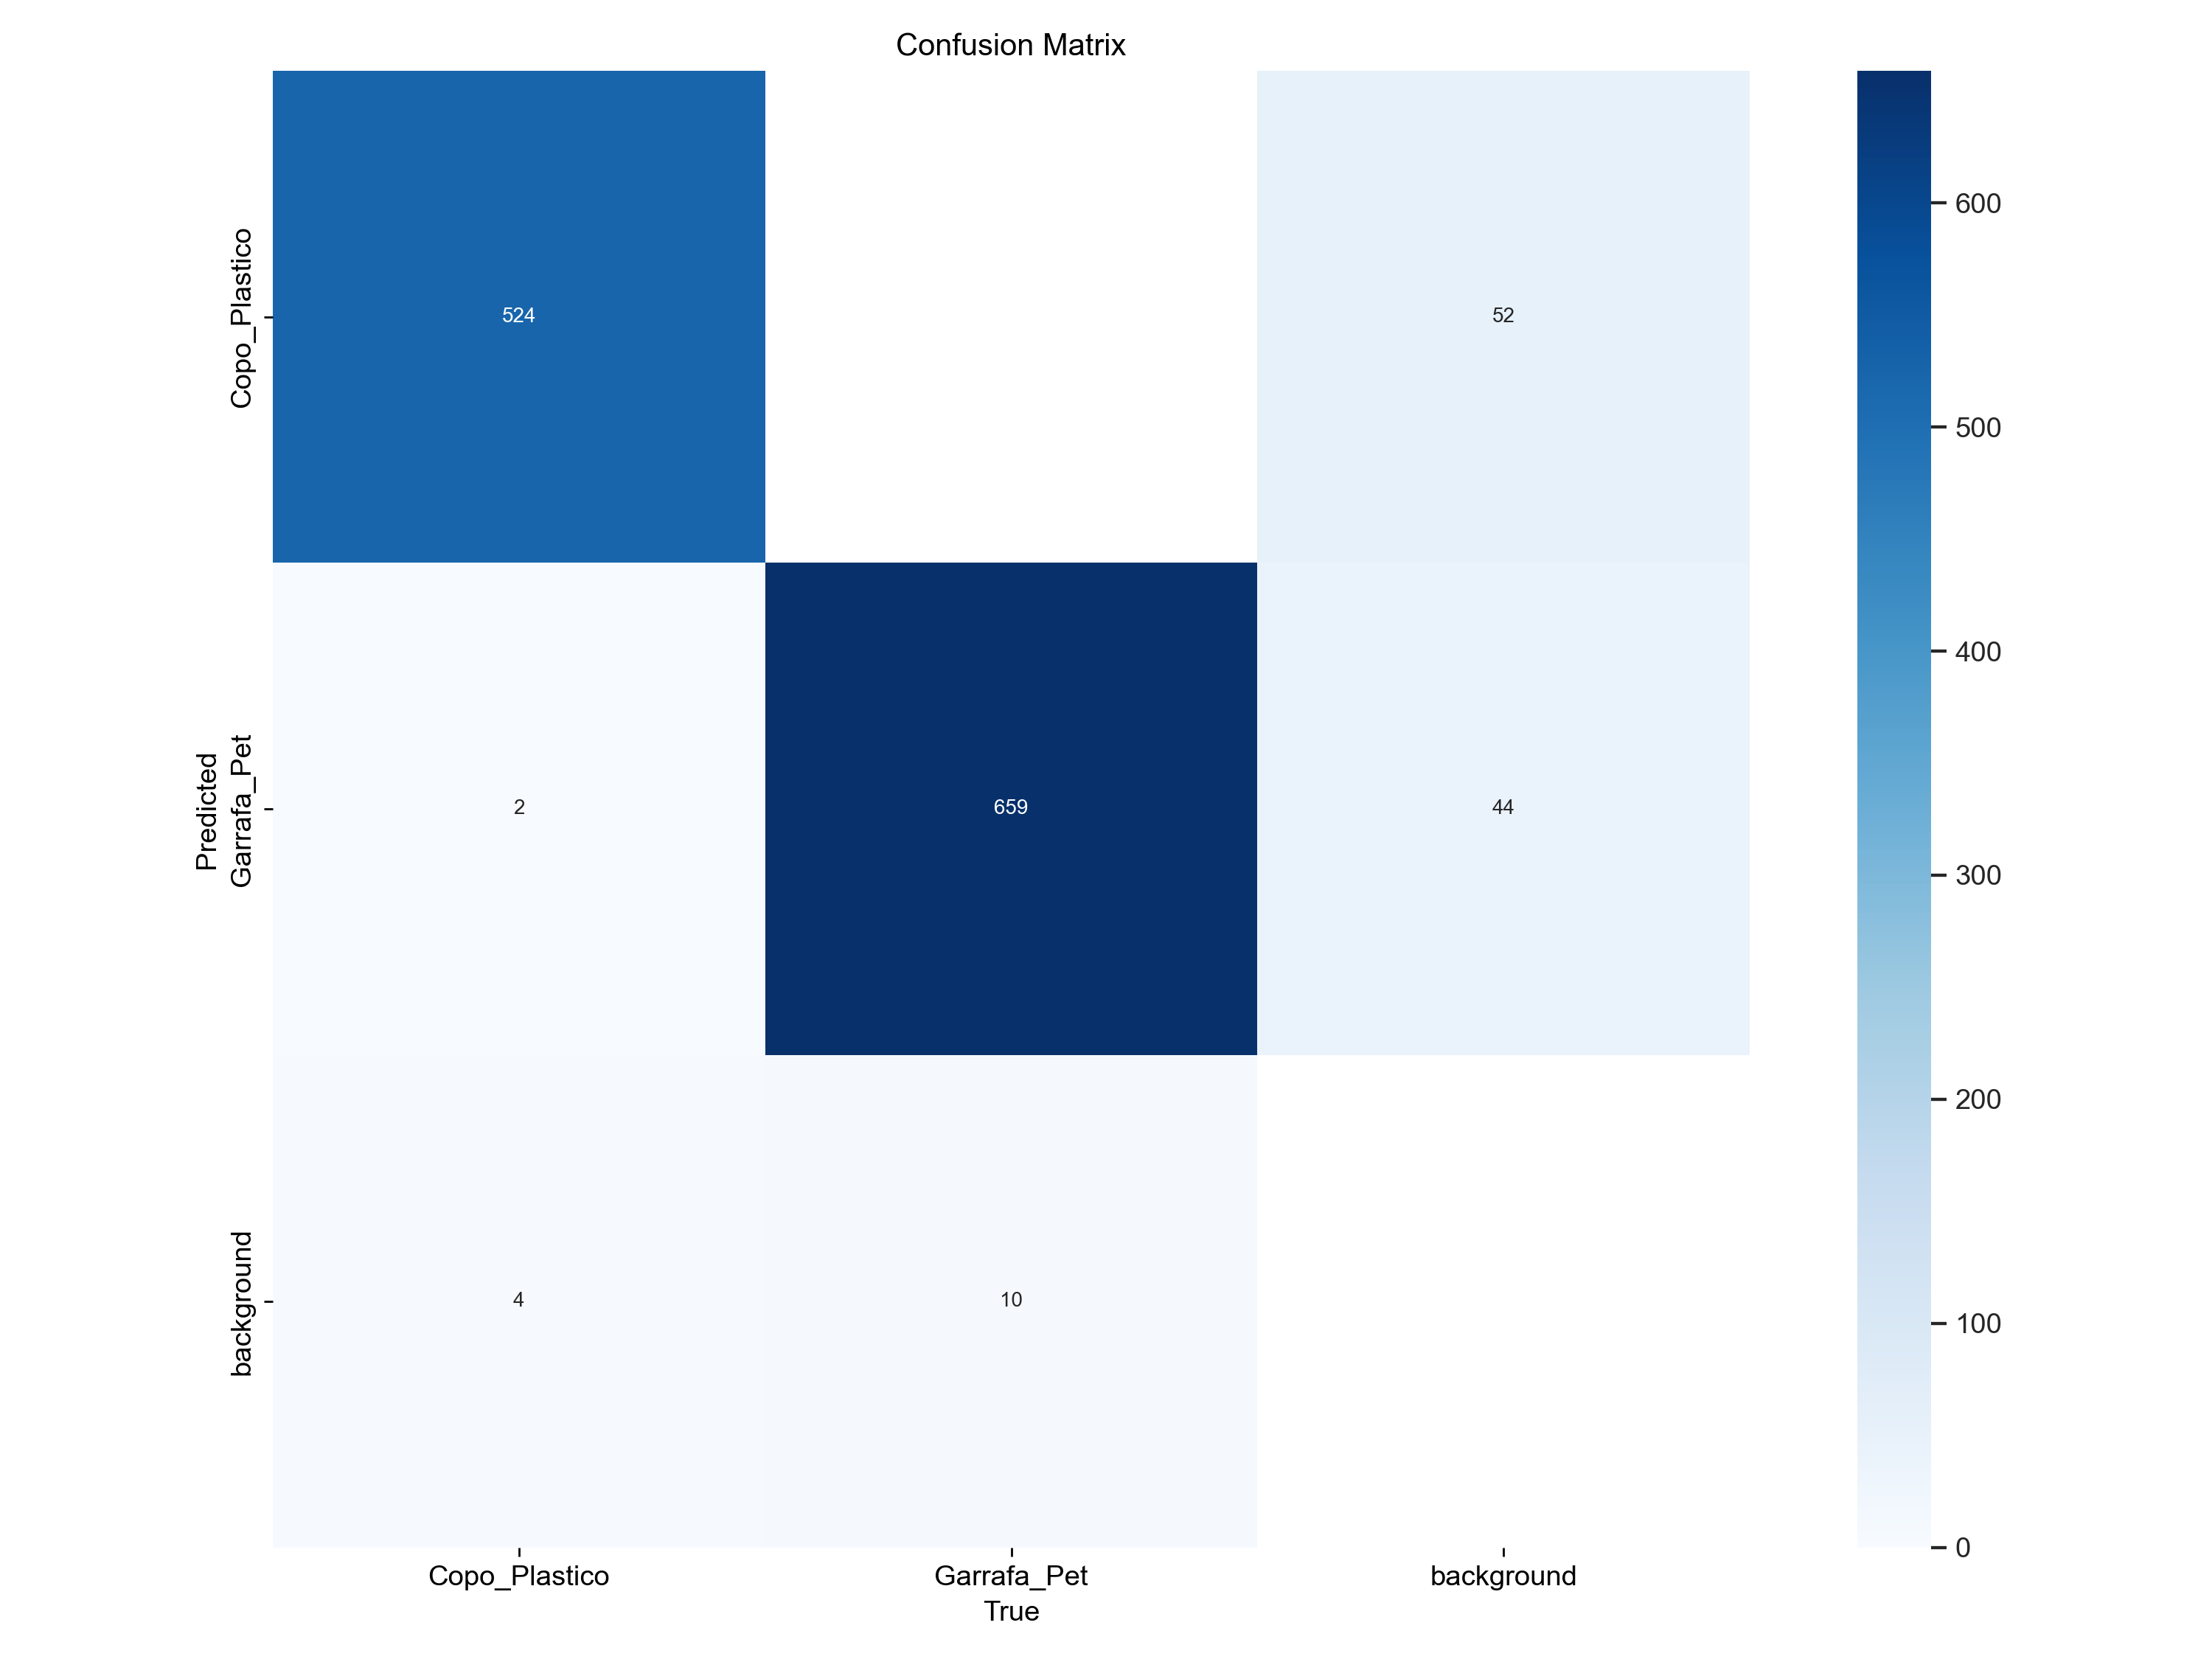 Confusion Matrix
Copo_Plastico
524
52
600
500
400
Predicted
Garrafa_Pet
2
659
44
300
200
background
4
10
100
0
Copo_Plastico
Garrafa_Pet
background
True